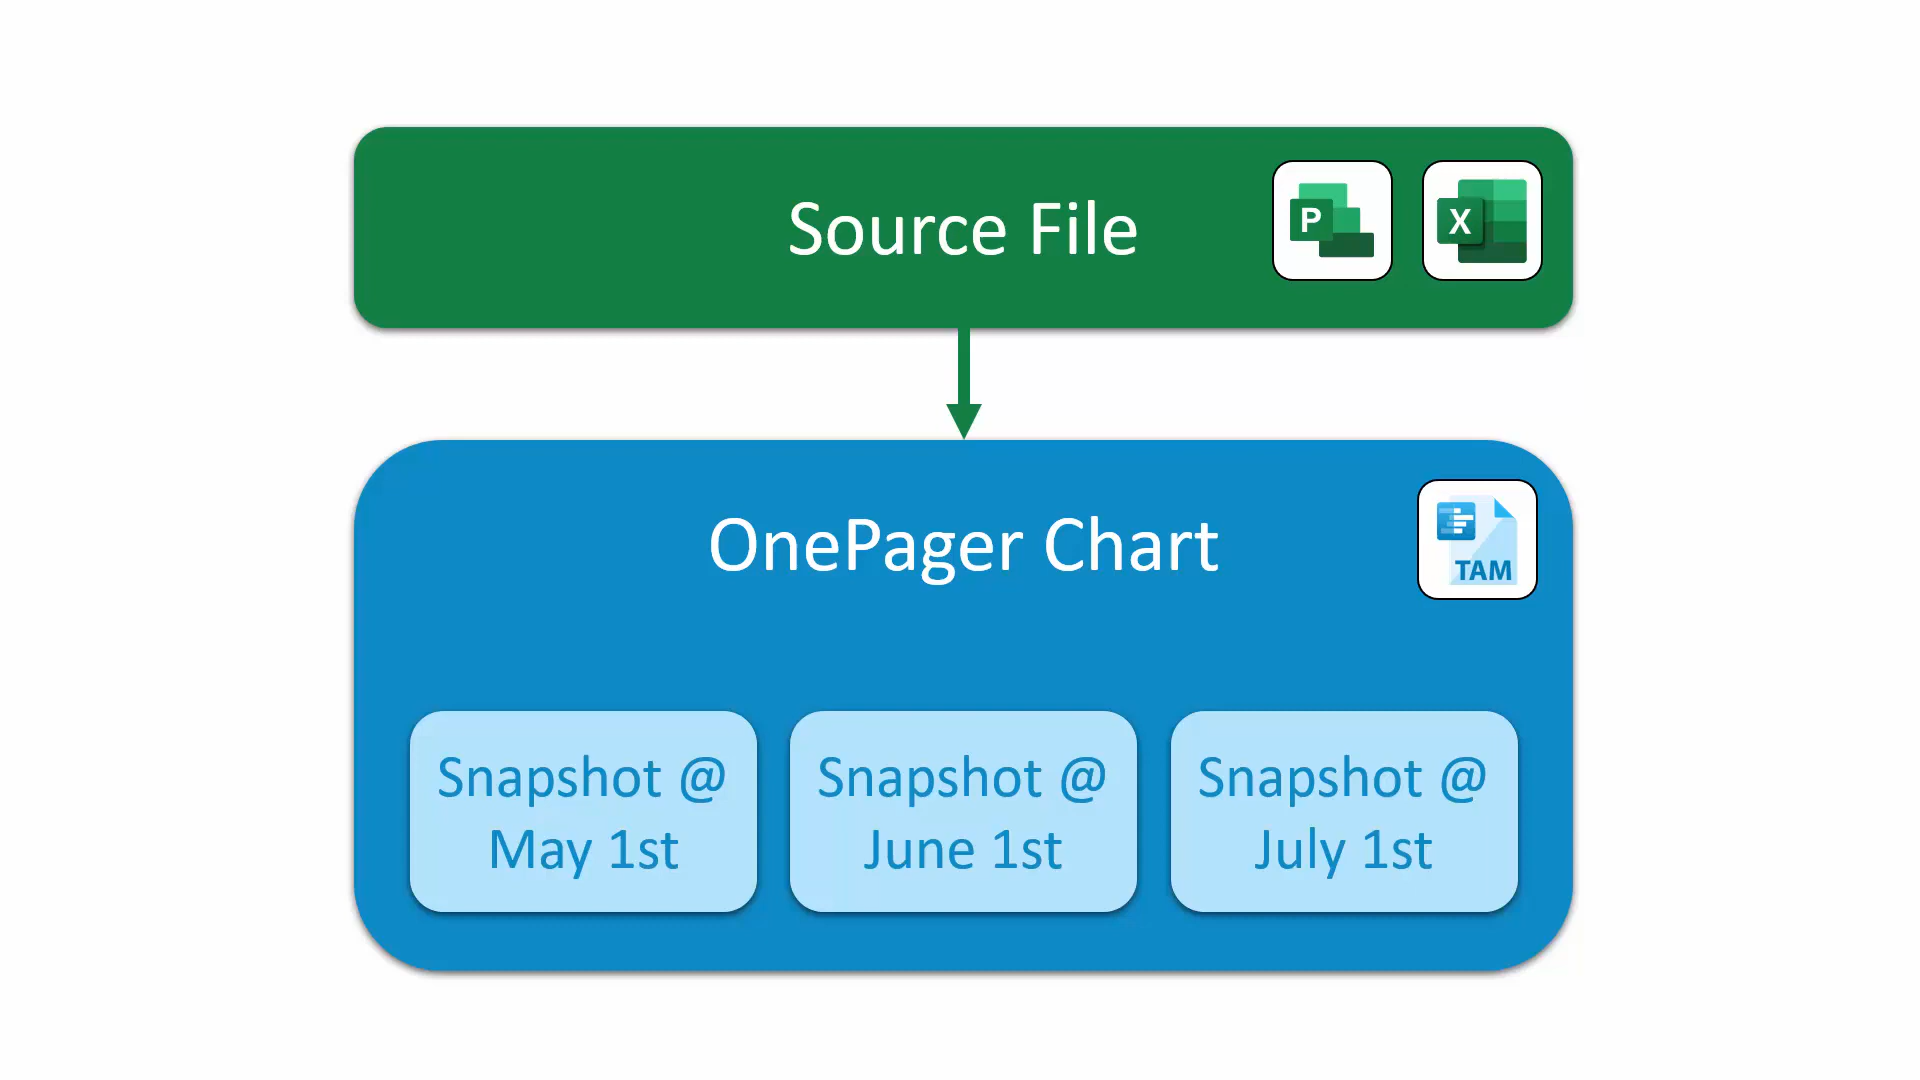 Source File
P
X
OnePager Chart
TAM
Snapshot @
May 1st
Snapshot @
June 1st
Snapshot @
July 1st